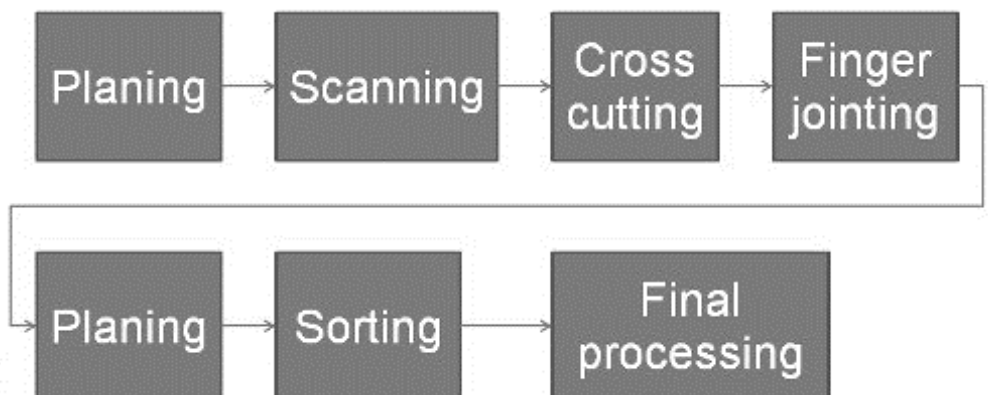 Planing
Scanning
Cross
cutting
Finger
jointing
Planing
Sorting
Final
processing